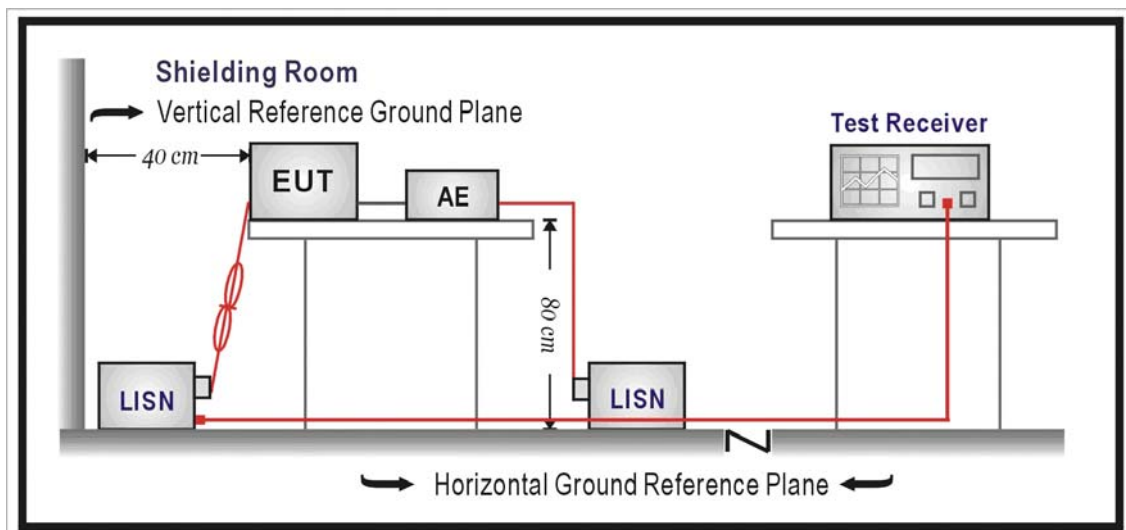 Shielding Room
Vertical Reference Ground Plane
Test Receiver
40 cm
EUT
AE
80 cm
LISN
LISN
Horizontal Ground Reference Plane